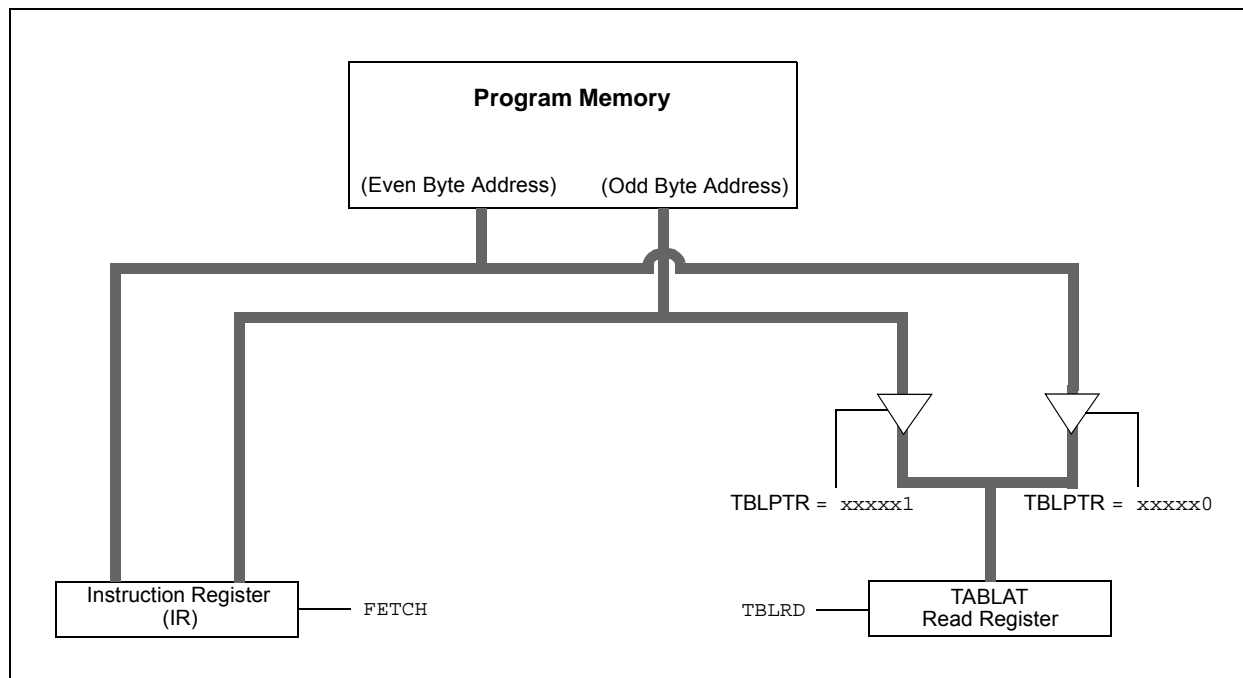 Program Memory
(Even Byte Address) (Odd Byte Address)
TBLPTR = xxxxx1
TBLPTR = xxxxx0
Instruction Register
(IR)
FETCH
TBLRD
TABLAT
Read Register